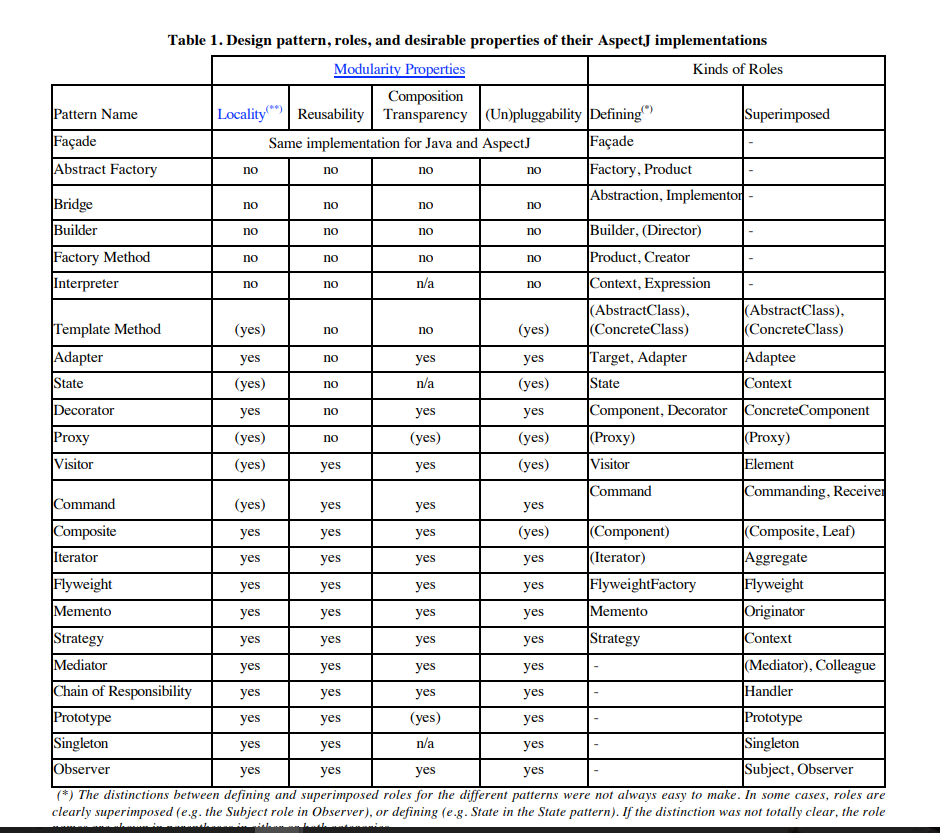 Table 1. Design pattern, roles, and desirable properties of their AspectJ implementations
Modularity Properties Kinds of Roles
Pattern Name Locality(**) Reusability Composition Transparency (Un)pluggability Defining(*) Superimposed
Façade Same implementation for Java and AspectJ Façade -
Abstract Factory no no no no Factory, Product -
Bridge no no no no Abstraction, Implementor -
Builder no no no no Builder, (Director) -
Factory Method no no no no Product, Creator -
Interpreter no no n/a no Context, Expression -
Template Method (yes) no no (yes) (AbstractClass), (ConcreteClass) (AbstractClass), (ConcreteClass)
Adapter yes no yes yes Target, Adapter Adaptee
State (yes) no n/a (yes) State Context
Decorator yes no yes yes Component, Decorator ConcreteComponent
Proxy (yes) no (yes) (yes) (Proxy) (Proxy)
Visitor (yes) yes yes (yes) Visitor Element
Command (yes) yes yes yes Command Commanding, Receiver
Composite yes yes yes (yes) (Component) (Composite, Leaf)
Iterator yes yes yes yes (Iterator) Aggregate
Flyweight yes yes yes yes FlyweightFactory Flyweight
Memento yes yes yes yes Memento Originator
Strategy yes yes yes yes Strategy Context
Mediator yes yes yes yes - (Mediator), Colleague
Chain of Responsibility yes yes yes yes - Handler
Prototype yes yes (yes) yes - Prototype
Singleton yes yes n/a yes - Singleton
Observer yes yes yes yes - Subject, Observer
(*) The distinctions between defining and superimposed roles for the different patterns were not always easy to make. In some cases, roles are
clearly superimposed (e.g. the Subject role in Observer), or defining (e.g. State in the State pattern). If the distinction was not totally clear, the role